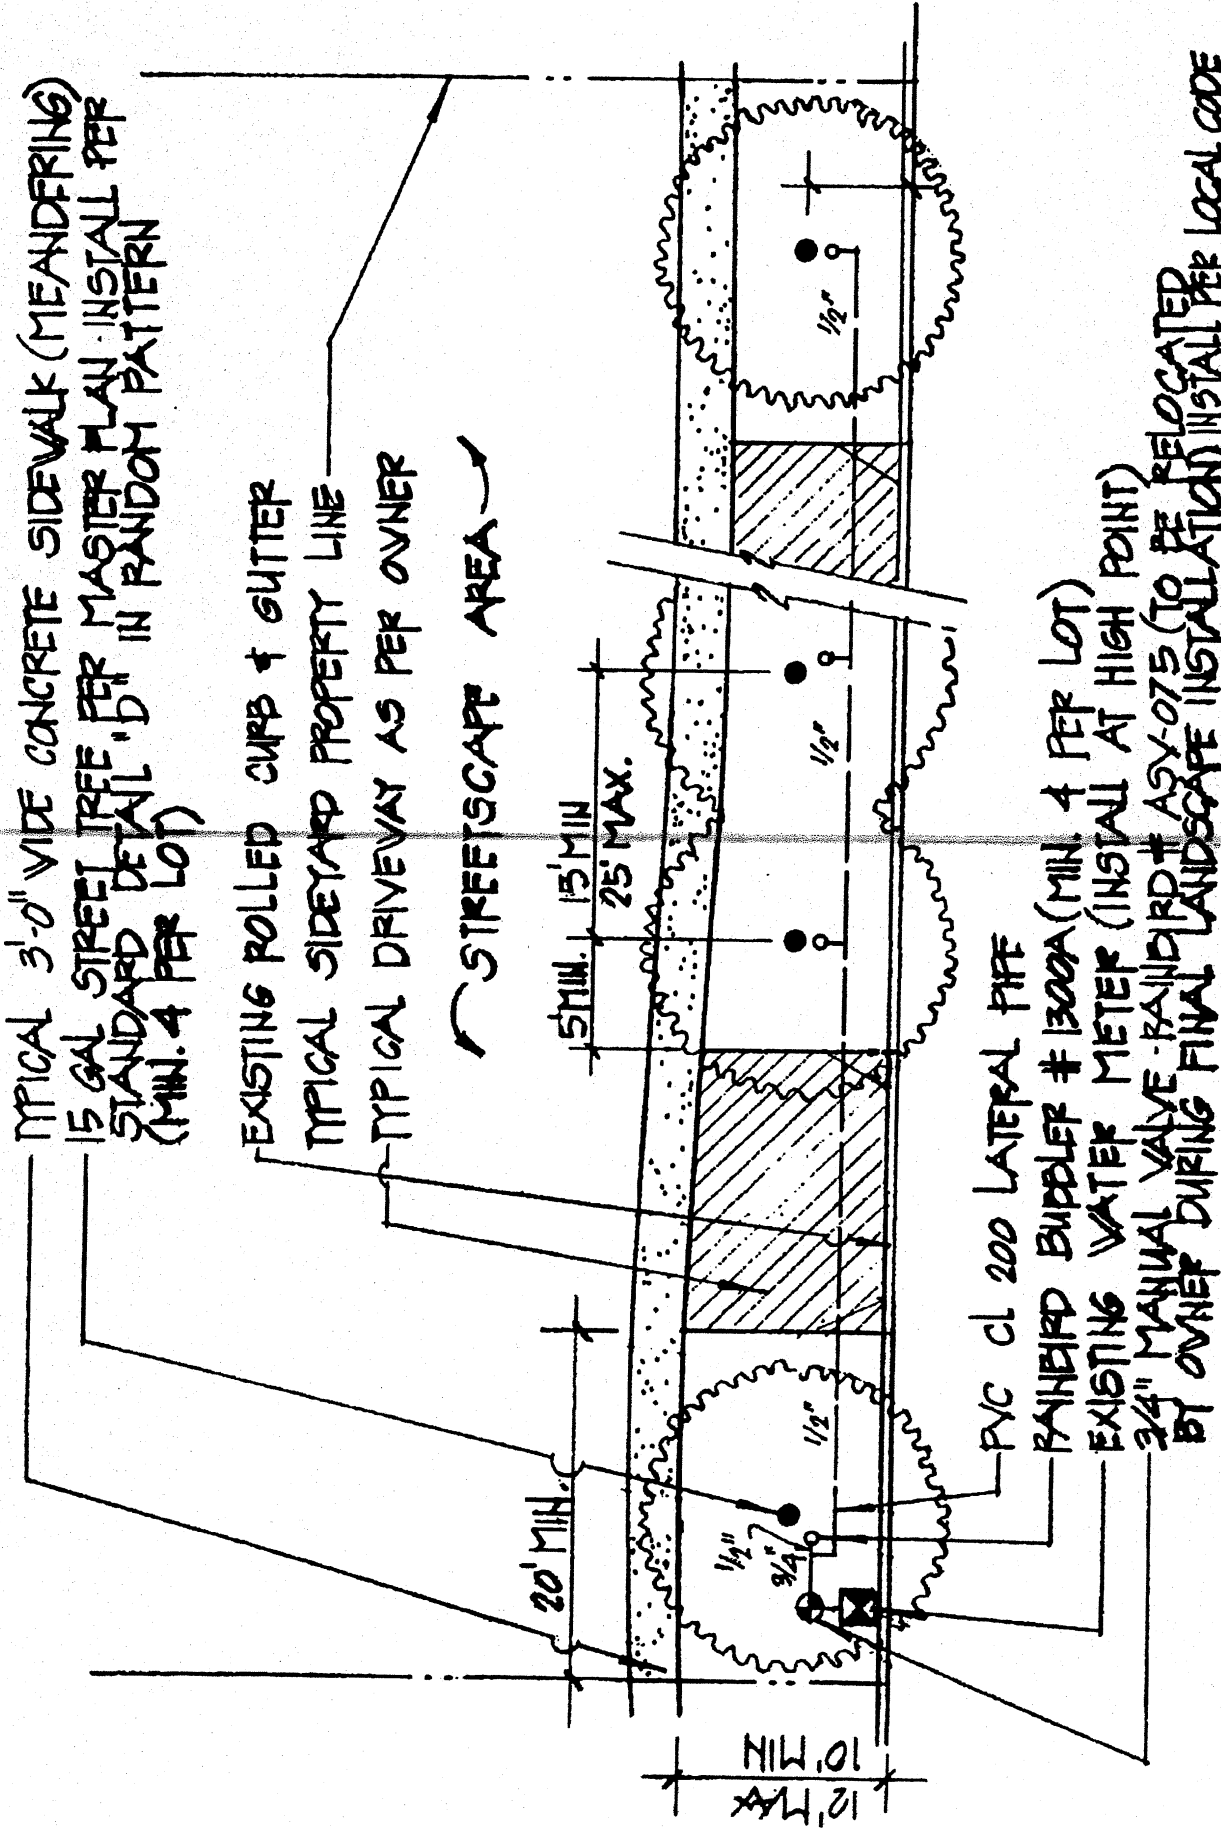 TYPICAL 3'-0" WIDE CONCRETE SIDEWALK (MEANDERING)
15 GAL STREET TREE PER MASTER PLAN - INSTALL PER
STANDARD DETAIL "D" IN RANDOM PATTERN
(MIN. 4 PER LOT)
EXISTING ROLLED CURB & GUTTER
TYPICAL SIDEYARD PROPERTY LINE
TYPICAL DRIVEWAY AS PER OWNER
STREETSCAPE AREA
20' MIN.
5' MIN.
15' MIN
25' MAX.
1/2"
3/4"
1/2"
1/2"
1/2"
12' MAX
10' MIN
PVC CL 200 LATERAL PIPE
RAINBIRD BUBBLER # 1300A (MIN. 4 PER LOT)
EXISTING WATER METER (INSTALL AT HIGH POINT)
3/4" MANUAL VALVE - RAINBIRD # ASV-075 (TO BE RELOCATED
BY OWNER DURING FINAL LANDSCAPE INSTALLATION) INSTALL PER LOCAL CODE